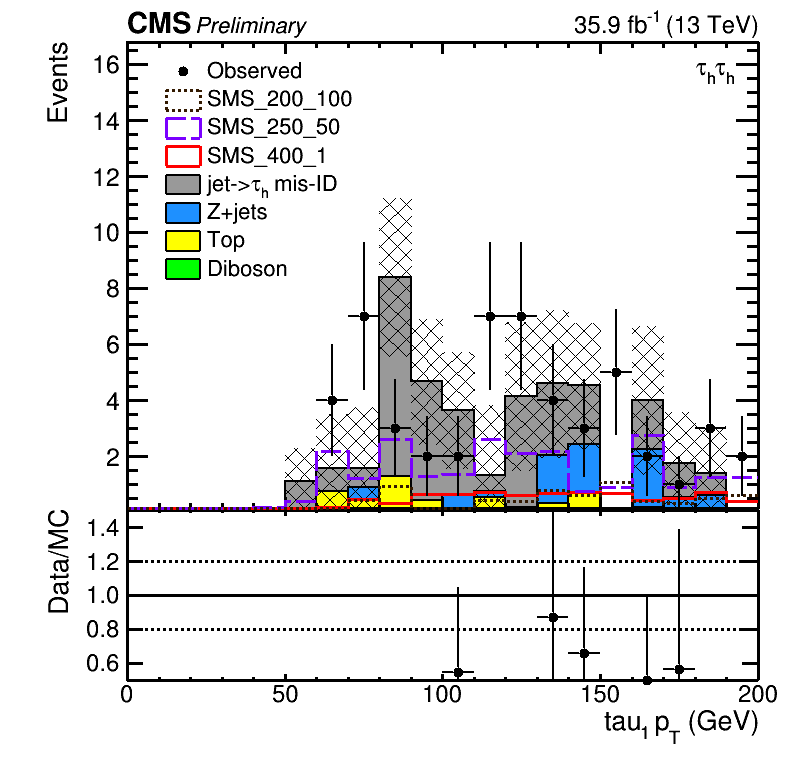 CMS Preliminary 35.9 fb⁻¹ (13 TeV)
Events
16
14
12
10
8
6
4
2
τhτh
Observed
SMS_200_100
SMS_250_50
SMS_400_1
jet->τh mis-ID
Z+jets
Top
Diboson
Data/MC
1.4
1.2
1.0
0.8
0.6
0 50 100 150 200
tau1 pT (GeV)